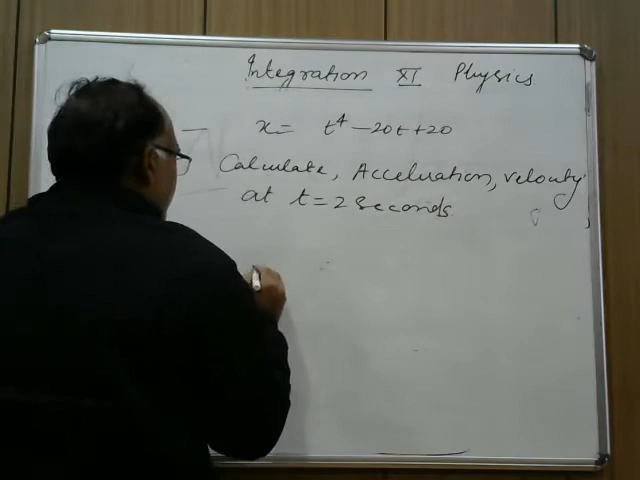 Integration XI Physics
x= t⁴ -20t+20
Calculate, Acceleration, velocity
at t=2 seconds